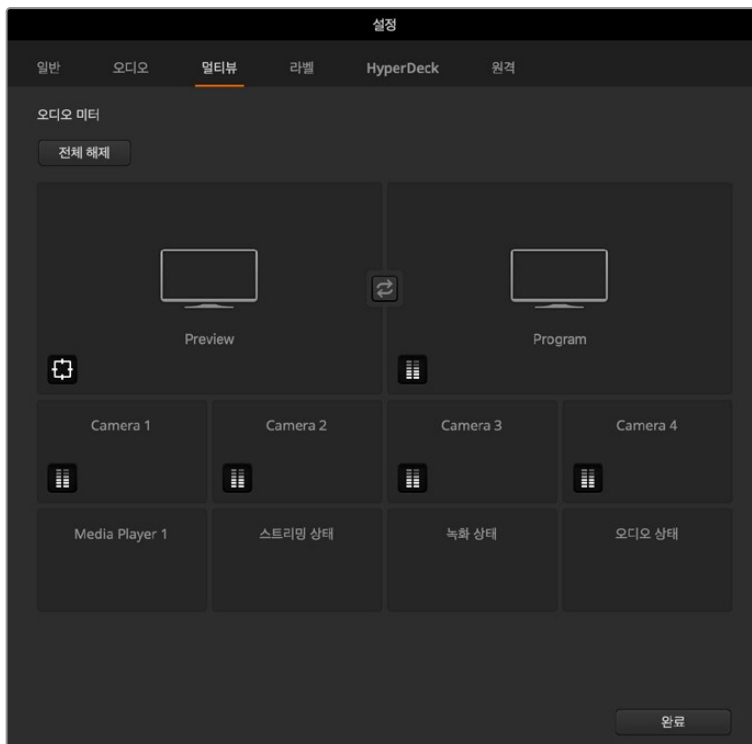 설정
일반 오디오 멀티뷰 라벨 HyperDeck 원격
오디오 미터
전체 해제
Preview Program
Camera 1 Camera 2 Camera 3 Camera 4
Media Player 1 스트리밍 상태 녹화 상태 오디오 상태
완료